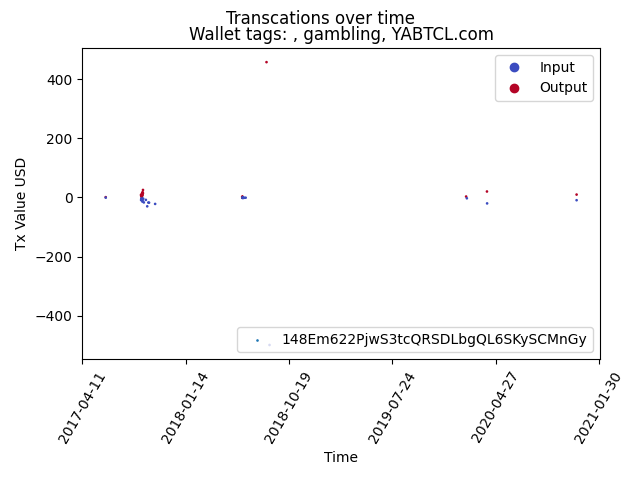 Transcations over time
Wallet tags: , gambling, YABTCL.com
Input
Output
400
200
0
−200
−400
Tx Value USD
148Em622PjwS3tcQRSDLbgQL6SKySCMnGy
2017-04-11
2018-01-14
2018-10-19
2019-07-24
2020-04-27
2021-01-30
Time